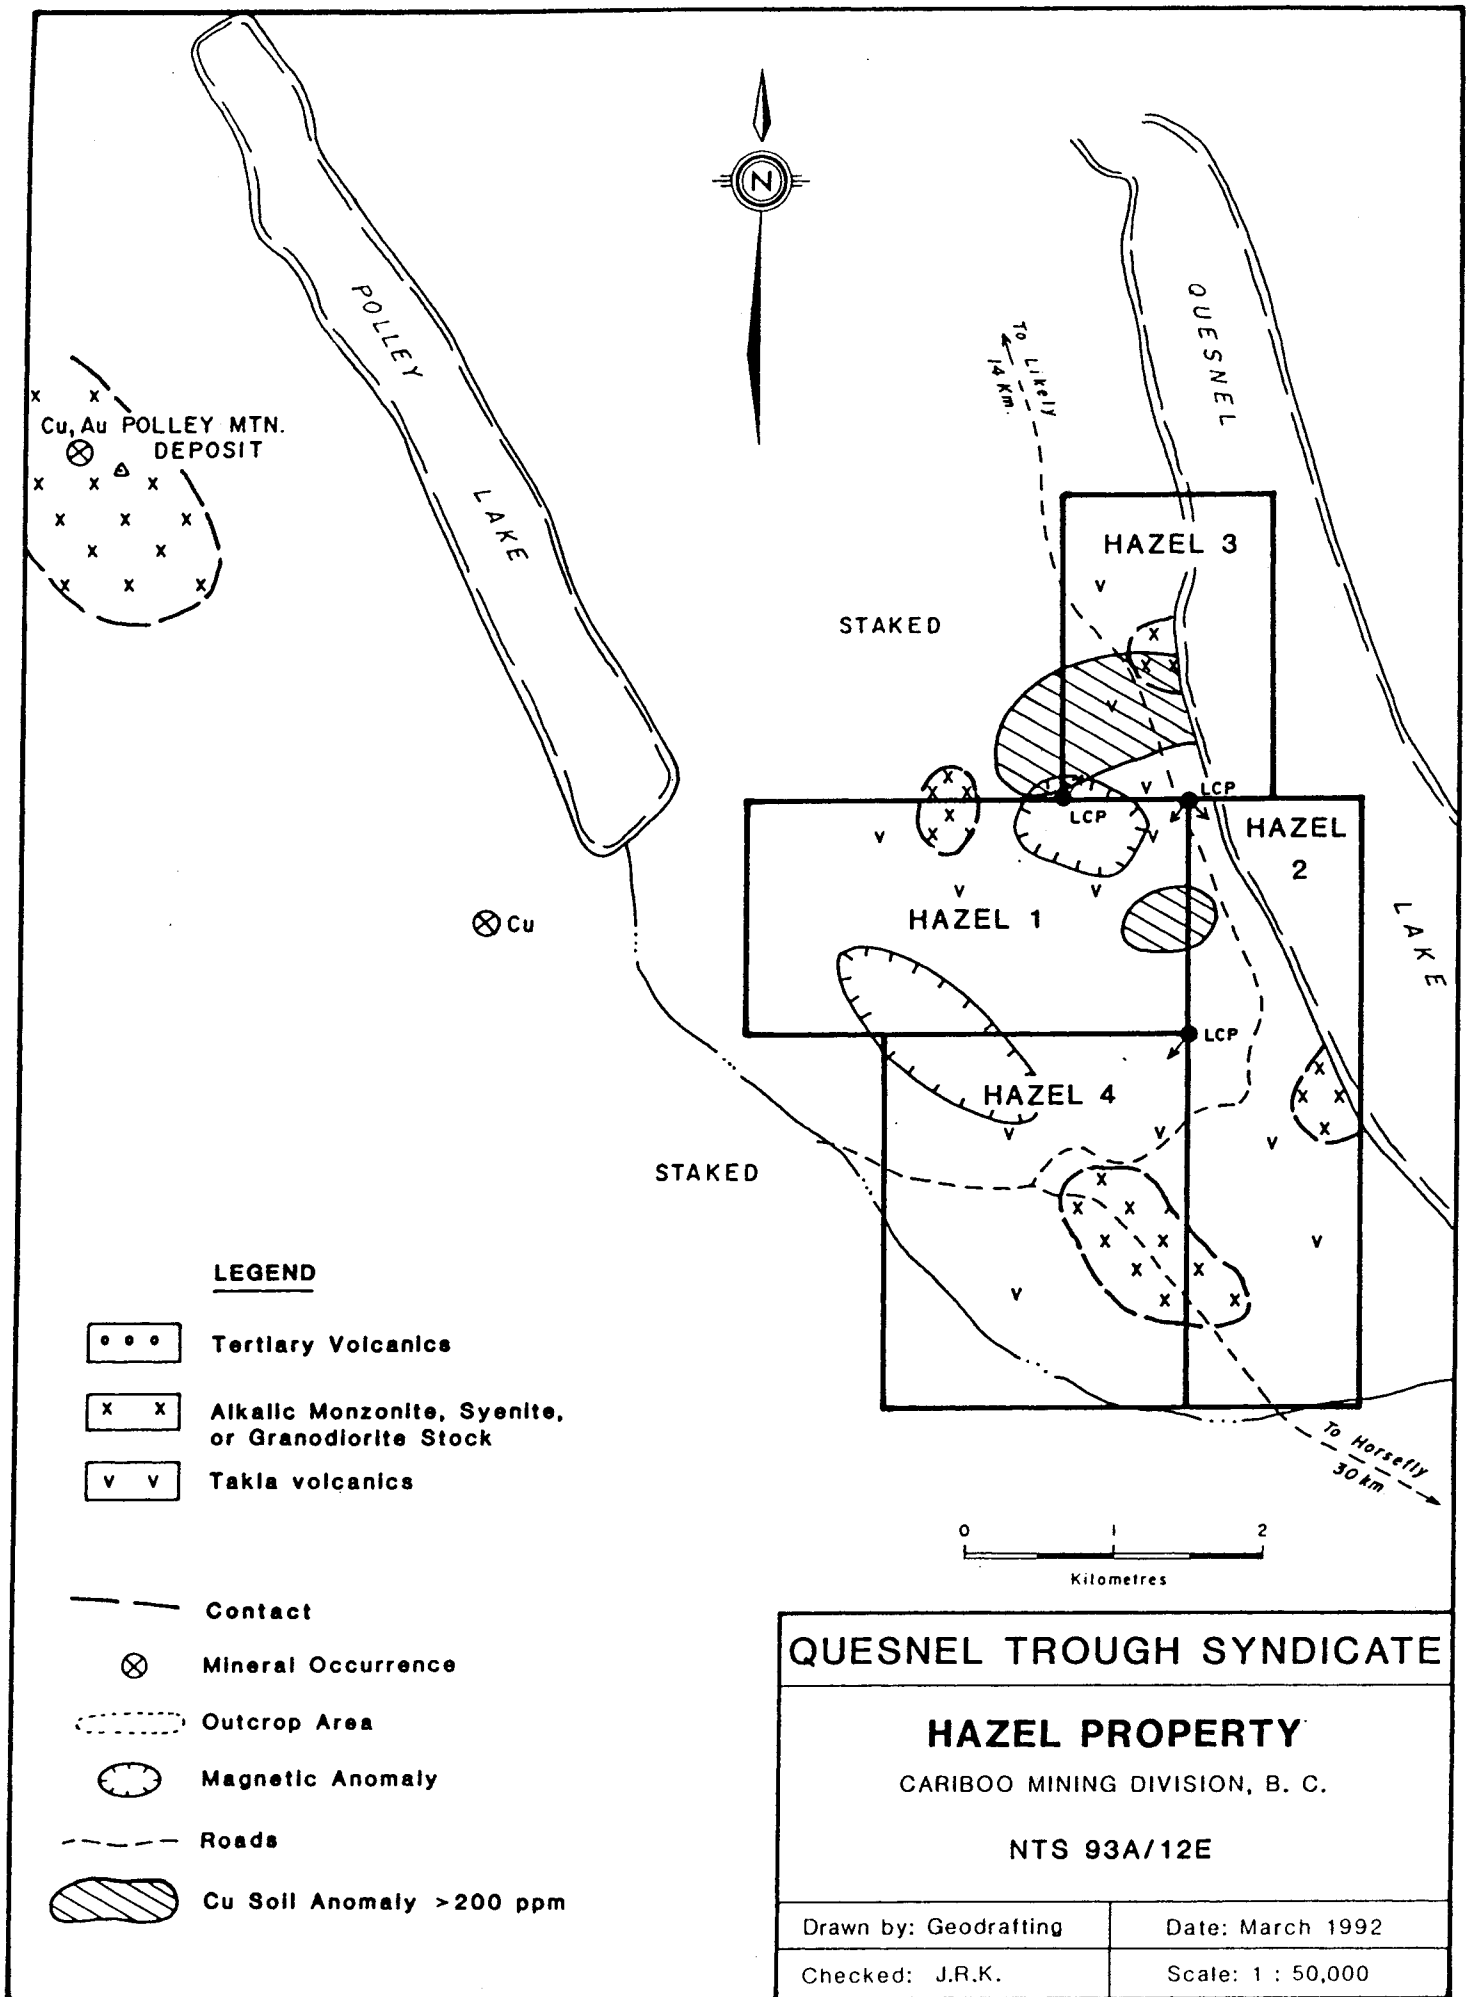 N
POLLEY
LAKE
QUESNEL
LAKE
To Likely
14 Km.
Cu, Au POLLEY MTN.
DEPOSIT
HAZEL 3
STAKED
LCP
LCP
HAZEL
2
HAZEL 1
Cu
LCP
HAZEL 4
STAKED
To Horsefly
30 km
LEGEND
Tertiary Volcanics
x x
Alkalic Monzonite, Syenite,
or Granodiorite Stock
v v
Takla volcanics
Contact
Mineral Occurrence
Outcrop Area
Magnetic Anomaly
Roads
Cu Soil Anomaly >200 ppm
0 1 2
Kilometres
QUESNEL TROUGH SYNDICATE
HAZEL PROPERTY
CARIBOO MINING DIVISION, B. C.
NTS 93A/12E
Drawn by: Geodrafting
Date: March 1992
Checked: J.R.K.
Scale: 1 : 50,000